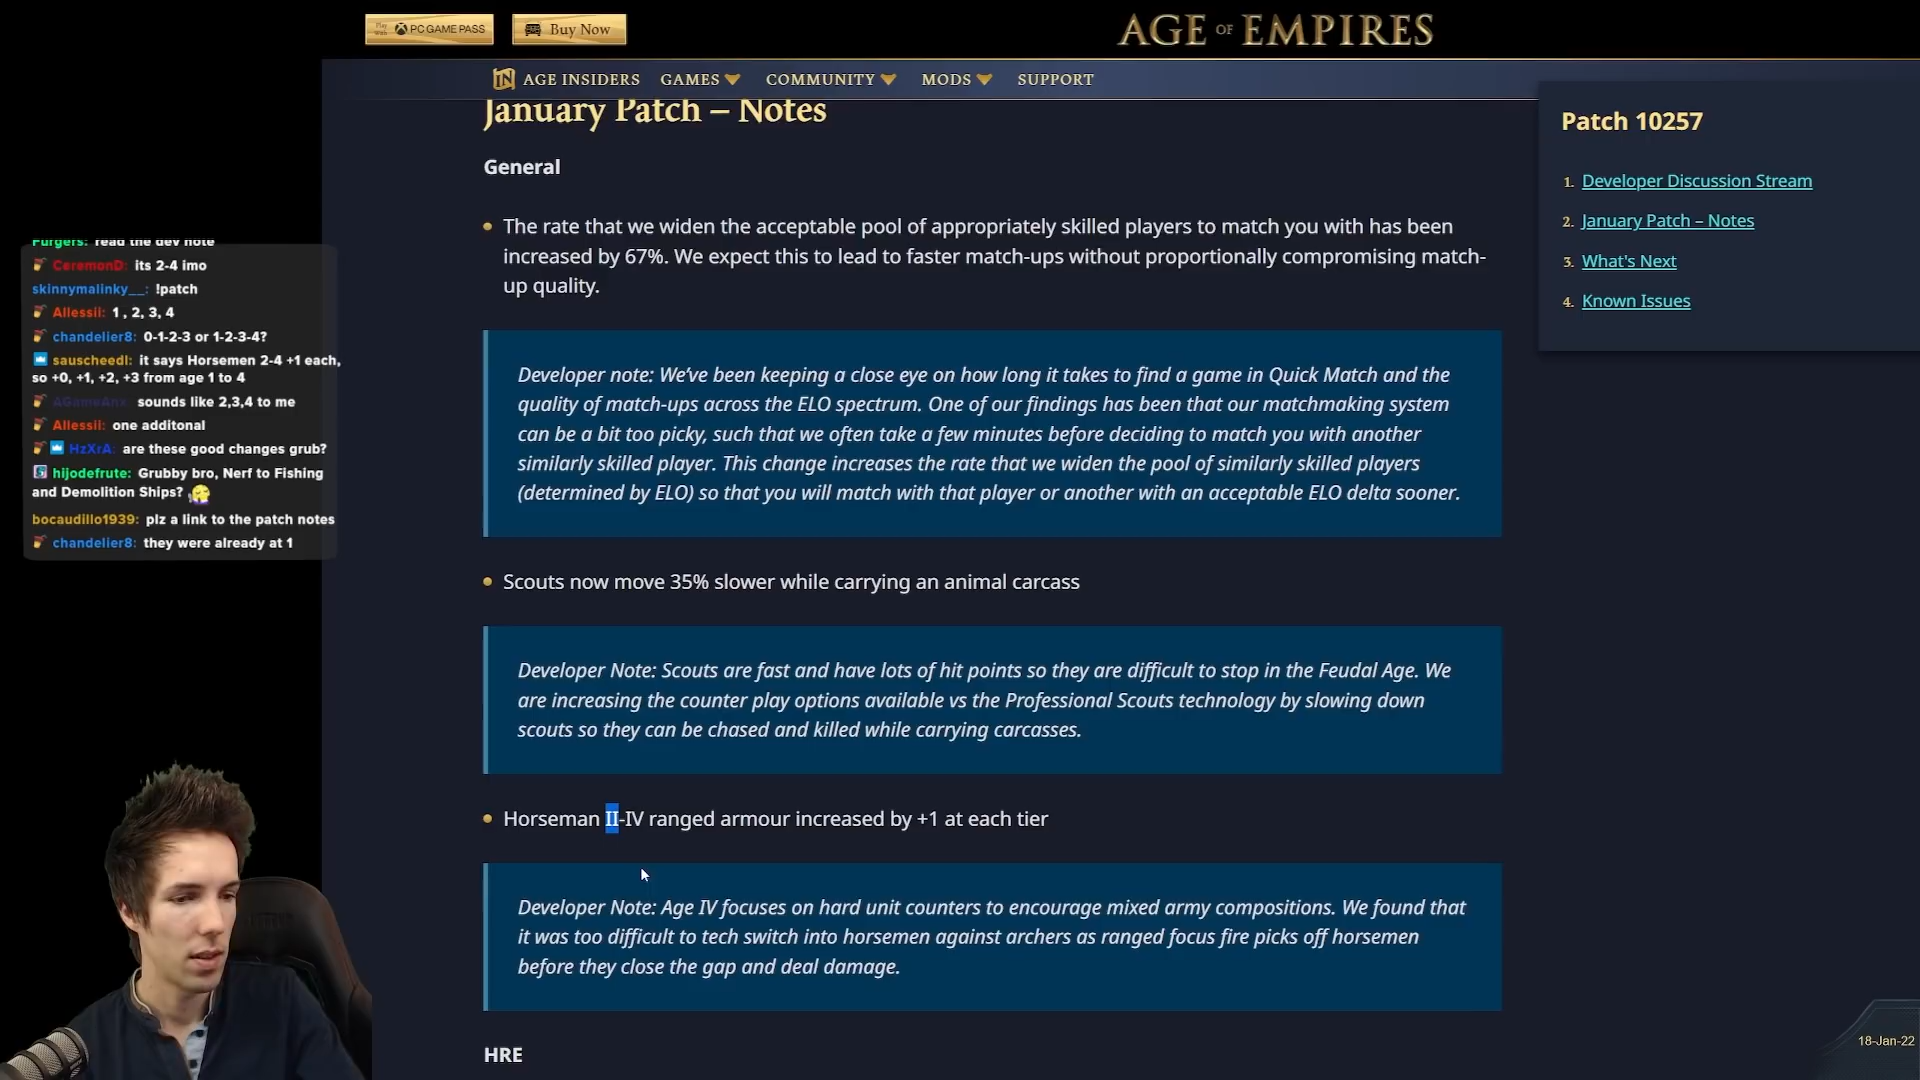 Play With PC GAME PASS
Buy Now
AGE OF EMPIRES
AGE INSIDERS GAMES COMMUNITY MODS SUPPORT
January Patch – Notes
General
The rate that we widen the acceptable pool of appropriately skilled players to match you with has been
increased by 67%. We expect this to lead to faster match-ups without proportionally compromising match-
up quality.
Developer note: We've been keeping a close eye on how long it takes to find a game in Quick Match and the
quality of match-ups across the ELO spectrum. One of our findings has been that our matchmaking system
can be a bit too picky, such that we often take a few minutes before deciding to match you with another
similarly skilled player. This change increases the rate that we widen the pool of similarly skilled players
(determined by ELO) so that you will match with that player or another with an acceptable ELO delta sooner.
Scouts now move 35% slower while carrying an animal carcass
Developer Note: Scouts are fast and have lots of hit points so they are difficult to stop in the Feudal Age. We
are increasing the counter play options available vs the Professional Scouts technology by slowing down
scouts so they can be chased and killed while carrying carcasses.
Horseman II-IV ranged armour increased by +1 at each tier
Developer Note: Age IV focuses on hard unit counters to encourage mixed army compositions. We found that
it was too difficult to tech switch into horsemen against archers as ranged focus fire picks off horsemen
before they close the gap and deal damage.
HRE
Patch 10257
1. Developer Discussion Stream
2. January Patch – Notes
3. What's Next
4. Known Issues
Furgers: read the dev note
CeremonD: its 2-4 imo
skinnymalinky__: !patch
Allessii: 1 , 2, 3, 4
chandelier8: 0-1-2-3 or 1-2-3-4?
sauscheedl: it says Horsemen 2-4 +1 each,
so +0, +1, +2, +3 from age 1 to 4
AGameAnx: sounds like 2,3,4 to me
Allessii: one additonal
HzXrA: are these good changes grub?
hijodefrute: Grubby bro, Nerf to Fishing
and Demolition Ships?
bocaudillo1939: plz a link to the patch notes
chandelier8: they were already at 1
18-Jan-22